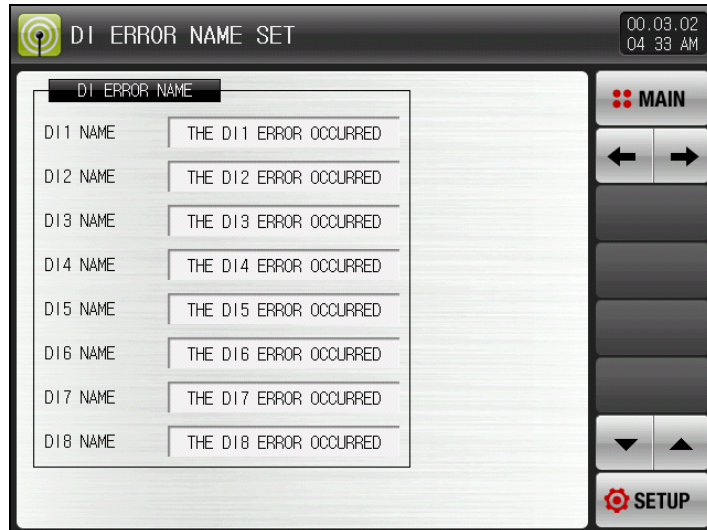 DI ERROR NAME SET
00.03.02
04 33 AM
DI ERROR NAME
DI1 NAME THE DI1 ERROR OCCURRED
DI2 NAME THE DI2 ERROR OCCURRED
DI3 NAME THE DI3 ERROR OCCURRED
DI4 NAME THE DI4 ERROR OCCURRED
DI5 NAME THE DI5 ERROR OCCURRED
DI6 NAME THE DI6 ERROR OCCURRED
DI7 NAME THE DI7 ERROR OCCURRED
DI8 NAME THE DI8 ERROR OCCURRED
MAIN
SETUP